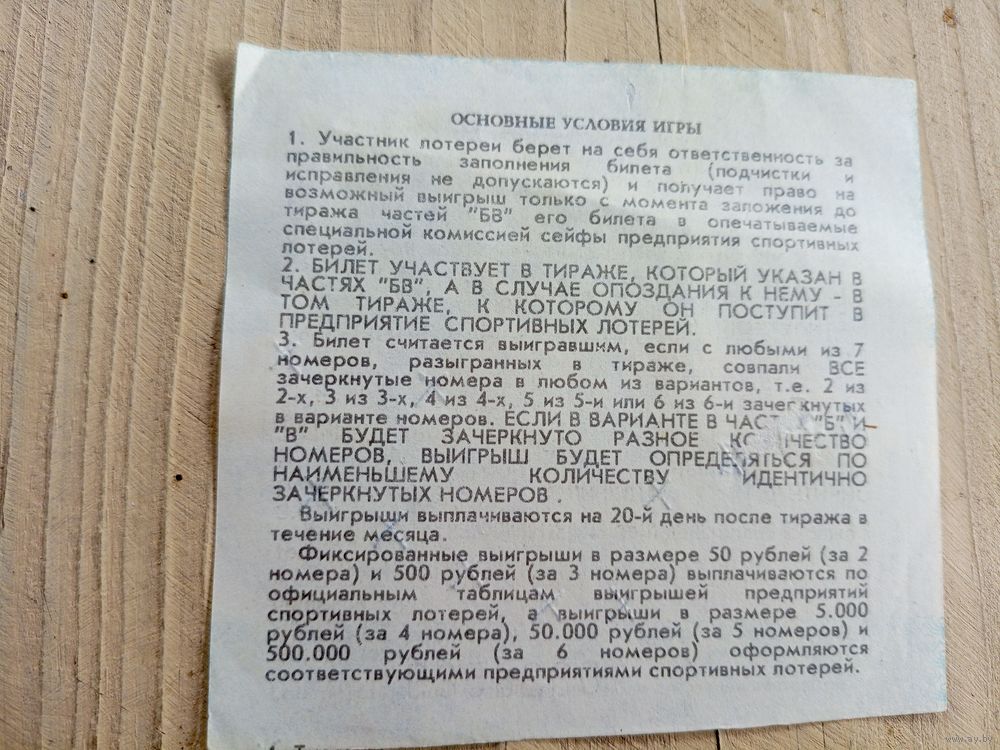 ОСНОВНЫЕ УСЛОВИЯ ИГРЫ
1. Участник лотереи берет на себя ответственность за
правильность заполнения билета (подчистки и
исправления не допускаются) и получает право на
возможный выигрыш только с момента заложения до
тиража частей "БВ" его билета в опечатываемые
специальной комиссией сейфы предприятия спортивных
лотерей.
2. БИЛЕТ УЧАСТВУЕТ В ТИРАЖЕ, КОТОРЫЙ УКАЗАН В
ЧАСТЯХ "БВ", А В СЛУЧАЕ ОПОЗДАНИЯ К НЕМУ - В
ТОМ ТИРАЖЕ, К КОТОРОМУ ОН ПОСТУПИТ В
ПРЕДПРИЯТИЕ СПОРТИВНЫХ ЛОТЕРЕЙ.
3. Билет считается выигравшим, если с любыми из 7
номеров, разыгранных в тираже, совпали ВСЕ
зачеркнутые номера в любом из вариантов, т.е. 2 из
2-х, 3 из 3-х, 4 из 4-х, 5 из 5-и или 6 из 6-и зачеркнутых
в варианте номеров. ЕСЛИ В ВАРИАНТЕ В ЧАСТЯХ "Б" И
"В" БУДЕТ ЗАЧЕРКНУТО РАЗНОЕ КОЛИЧЕСТВО
НОМЕРОВ, ВЫИГРЫШ БУДЕТ ОПРЕДЕЛЯТЬСЯ ПО
НАИМЕНЬШЕМУ КОЛИЧЕСТВУ ИДЕНТИЧНО
ЗАЧЕРКНУТЫХ НОМЕРОВ .
Выигрыши выплачиваются на 20-й день после тиража в
течение месяца.
Фиксированные выигрыши в размере 50 рублей (за 2
номера) и 500 рублей (за 3 номера) выплачиваются по
официальным таблицам выигрышей предприятий
спортивных лотерей, а выигрыши в размере 5.000
рублей (за 4 номера), 50.000 рублей (за 5 номеров) и
500.000 рублей (за 6 номеров) оформляются
соответствующими предприятиями спортивных лотерей.
www.ay.by